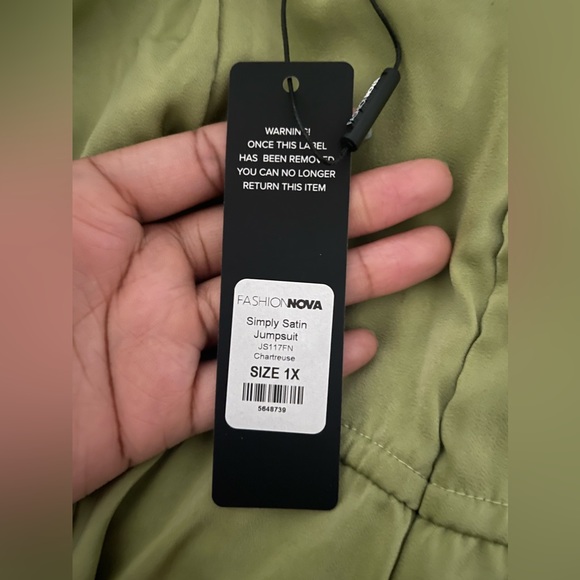 WARNING!
ONCE THIS LABEL
HAS BEEN REMOVED
YOU CAN NO LONGER
RETURN THIS ITEM
FASHIONNOVA
Simply Satin
Jumpsuit
JS117FN
Chartreuse
SIZE 1X
5648739